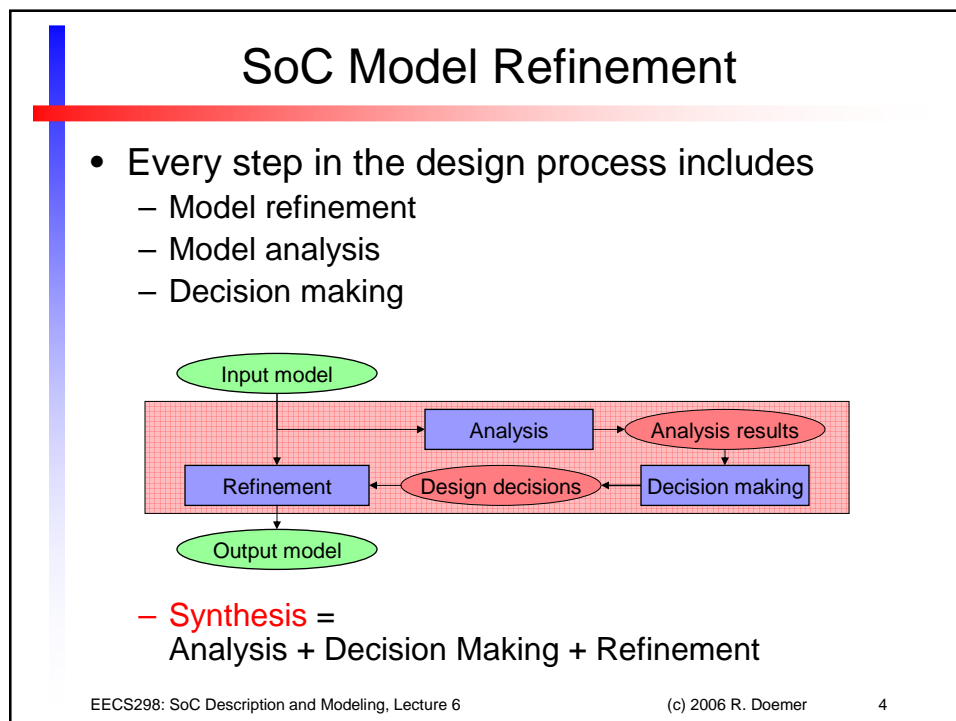 SoC Model Refinement
• Every step in the design process includes
– Model refinement
– Model analysis
– Decision making
Input model
Analysis
Analysis results
Refinement
Design decisions
Decision making
Output model
– Synthesis =
Analysis + Decision Making + Refinement
EECS298: SoC Description and Modeling, Lecture 6
(c) 2006 R. Doemer
4